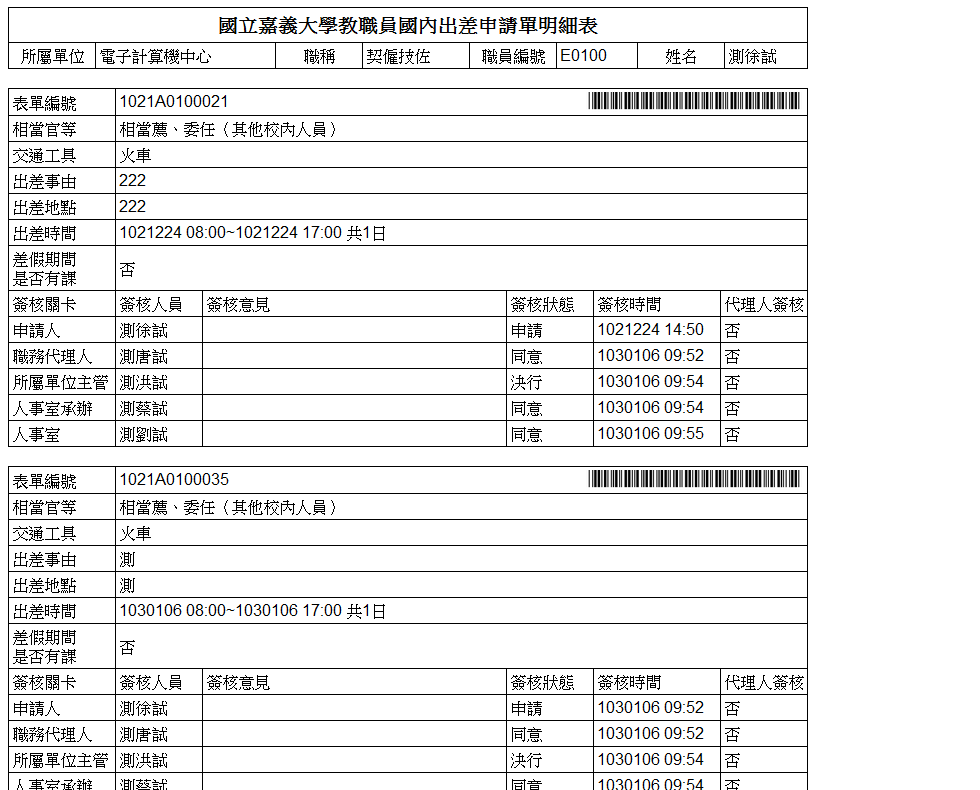 國立嘉義大學教職員國內出差申請單明細表
所屬單位 電子計算機中心 職稱 契僱技佐 職員編號 E0100 姓名 測徐試
表單編號 1021A0100021
相當官等 相當薦、委任（其他校內人員）
交通工具 火車
出差事由 222
出差地點 222
出差時間 1021224 08:00~1021224 17:00 共1日
差假期間
是否有課 否
簽核關卡 簽核人員 簽核意見 簽核狀態 簽核時間 代理人簽核
申請人 測徐試 申請 1021224 14:50 否
職務代理人 測唐試 同意 1030106 09:52 否
所屬單位主管 測洪試 決行 1030106 09:54 否
人事室承辦 測蔡試 同意 1030106 09:54 否
人事室 測劉試 同意 1030106 09:55 否
表單編號 1021A0100035
相當官等 相當薦、委任（其他校內人員）
交通工具 火車
出差事由 測
出差地點 測
出差時間 1030106 08:00~1030106 17:00 共1日
差假期間
是否有課 否
簽核關卡 簽核人員 簽核意見 簽核狀態 簽核時間 代理人簽核
申請人 測徐試 申請 1030106 09:52 否
職務代理人 測唐試 同意 1030106 09:52 否
所屬單位主管 測洪試 決行 1030106 09:54 否
人事室承辦 測蔡試 同意 1030106 09:54 否